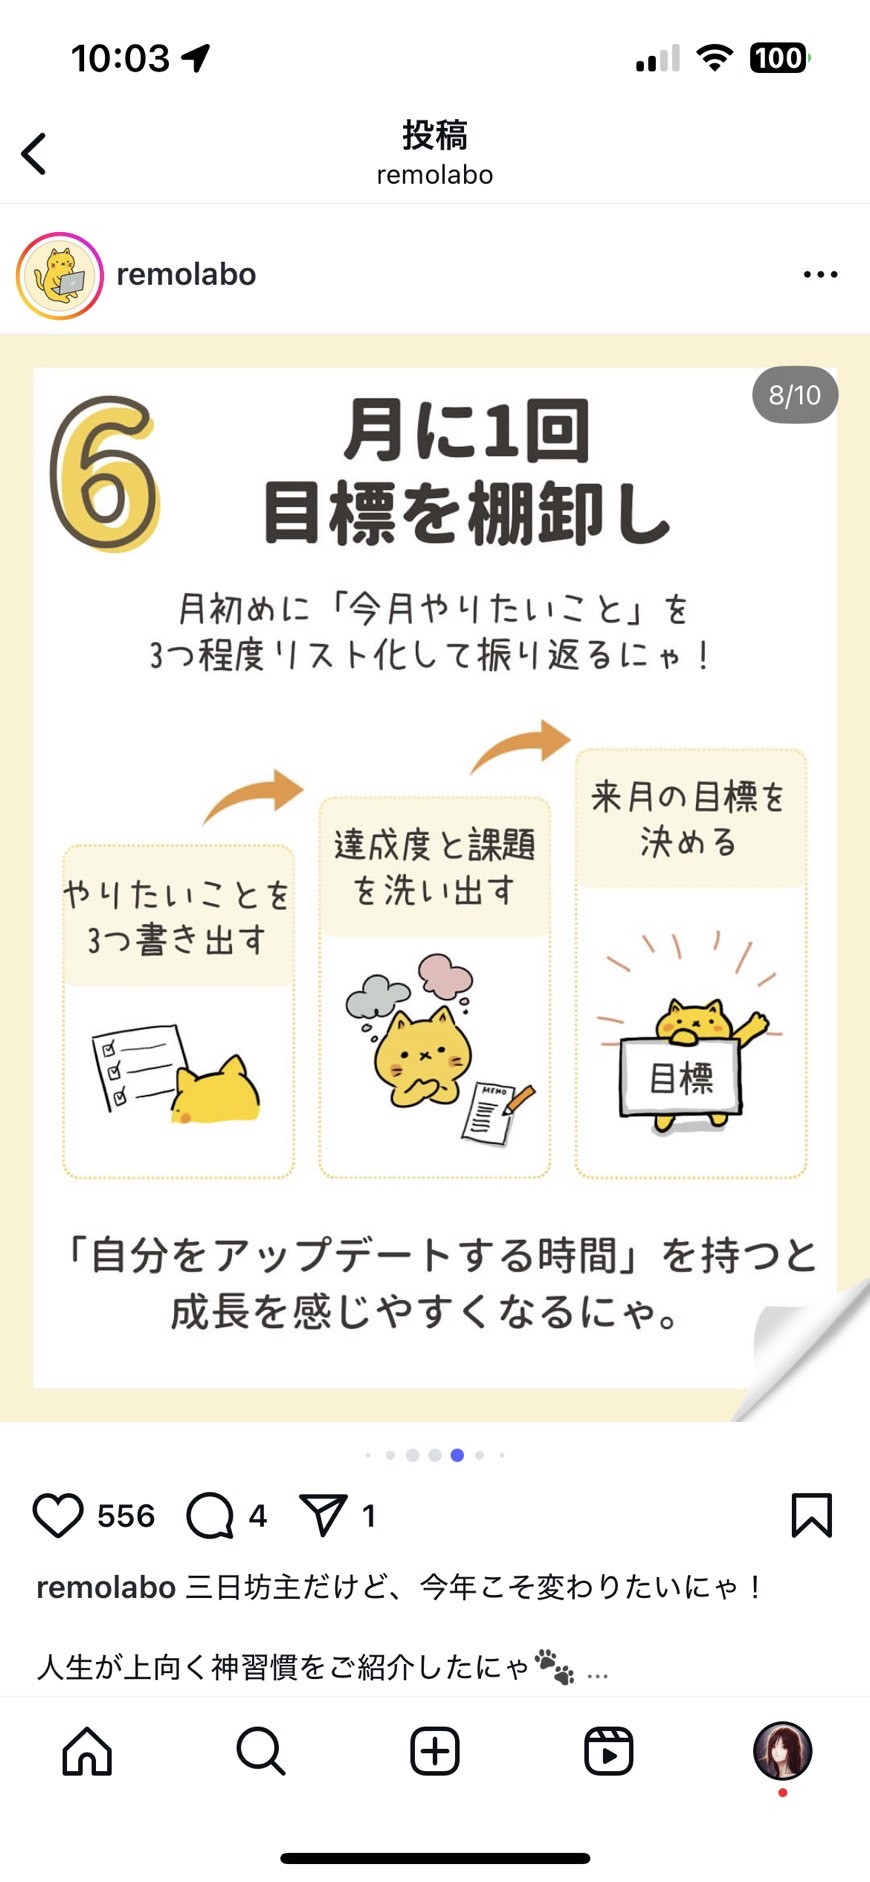 10:03
100
投稿
remolabo
remolabo
8/10
6
月に1回
目標を棚卸し
月初めに「今月やりたいこと」を
3つ程度リスト化して振り返るにゃ！
やりたいことを
3つ書き出す
達成度と課題
を洗い出す
MEMO
来月の目標を
決める
目標
「自分をアップデートする時間」を持つと
成長を感じやすくなるにゃ。
556 4 1
remolabo 三日坊主だけど、今年こそ変わりたいにゃ！
人生が上向く神習慣をご紹介したにゃ🐾 ...